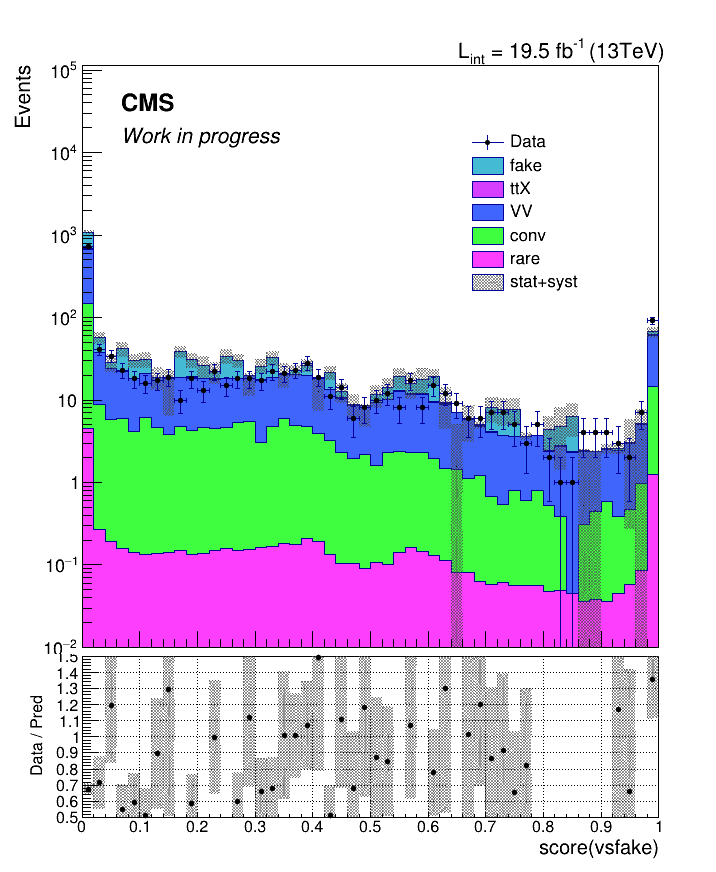 L_int = 19.5 fb^-1 (13TeV)
Events
10^5
10^4
10^3
10^2
10
1
10^−1
10^−2
CMS
Work in progress
Data
fake
ttX
VV
conv
rare
stat+syst
Data / Pred
1.5
1.4
1.3
1.2
1.1
1
0.9
0.8
0.7
0.6
0.5
0 0.1 0.2 0.3 0.4 0.5 0.6 0.7 0.8 0.9 1
score(vsfake)